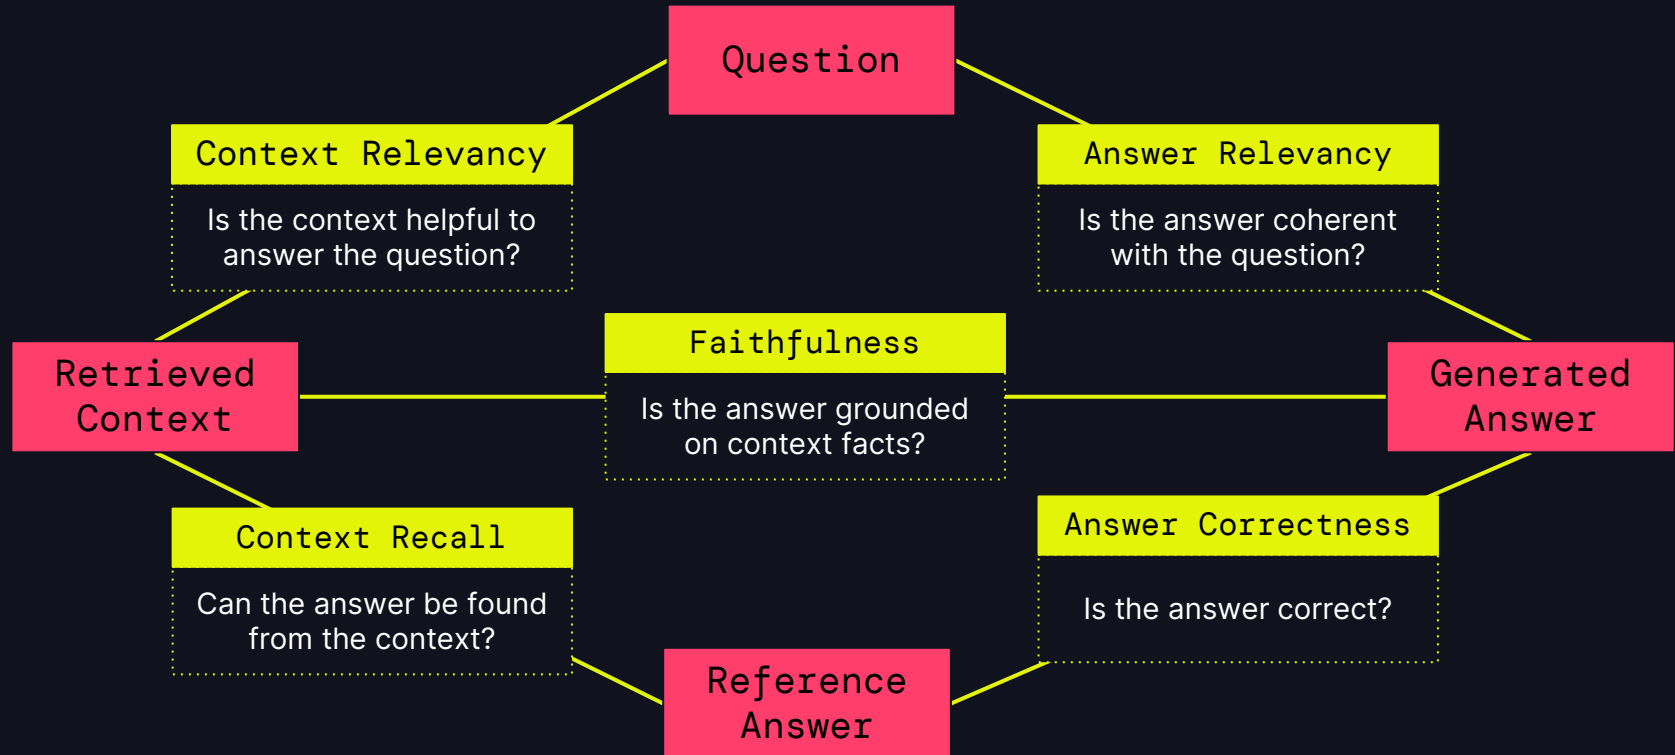 Question
Context Relevancy
Is the context helpful to
answer the question?
Answer Relevancy
Is the answer coherent
with the question?
Retrieved
Context
Faithfulness
Is the answer grounded
on context facts?
Generated
Answer
Context Recall
Can the answer be found
from the context?
Answer Correctness
Is the answer correct?
Reference
Answer